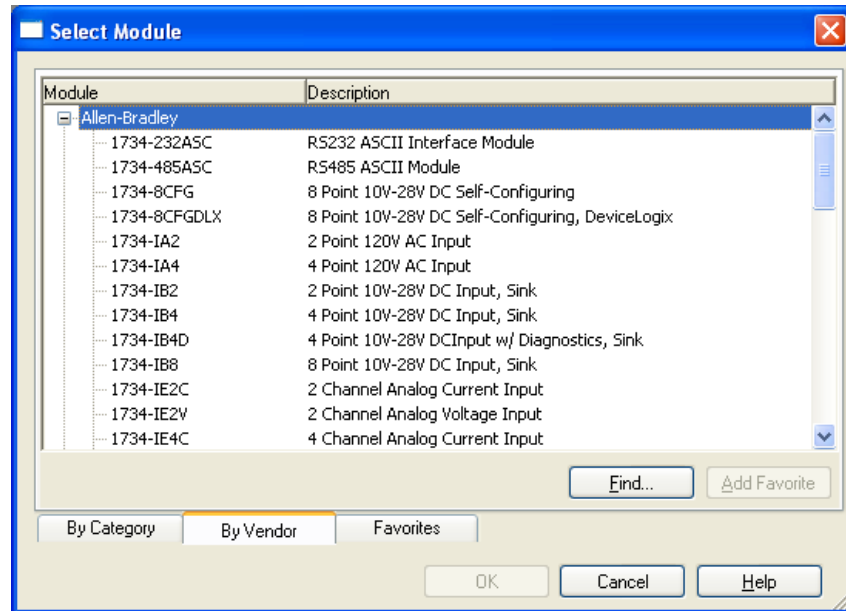 Select Module
Module Description
Allen-Bradley
1734-232ASC RS232 ASCII Interface Module
1734-485ASC RS485 ASCII Module
1734-8CFG 8 Point 10V-28V DC Self-Configuring
1734-8CFGDLX 8 Point 10V-28V DC Self-Configuring, DeviceLogix
1734-IA2 2 Point 120V AC Input
1734-IA4 4 Point 120V AC Input
1734-IB2 2 Point 10V-28V DC Input, Sink
1734-IB4 4 Point 10V-28V DC Input, Sink
1734-IB4D 4 Point 10V-28V DCInput w/ Diagnostics, Sink
1734-IB8 8 Point 10V-28V DC Input, Sink
1734-IE2C 2 Channel Analog Current Input
1734-IE2V 2 Channel Analog Voltage Input
1734-IE4C 4 Channel Analog Current Input
Find... Add Favorite
By Category By Vendor Favorites
OK Cancel Help